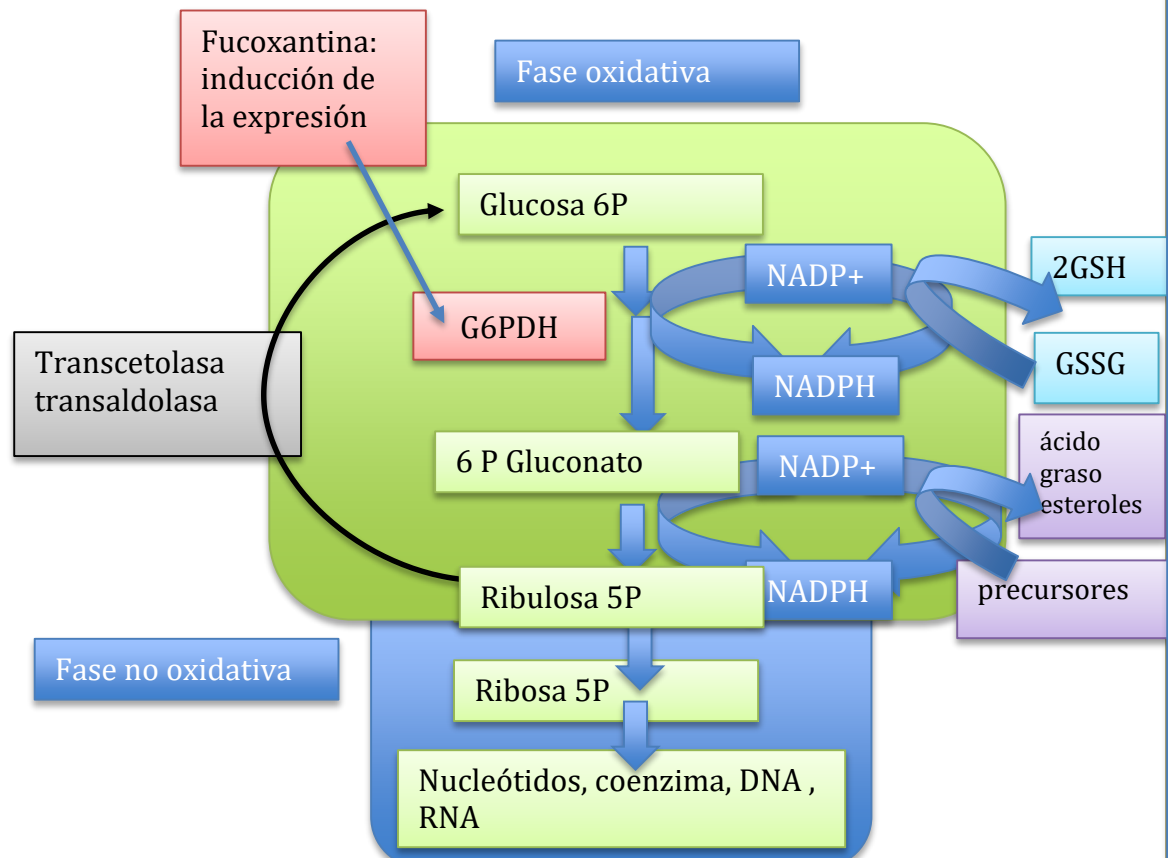 Fucoxantina:
inducción de
la expresión
Fase oxidativa
Glucosa 6P
NADP+
2GSH
G6PDH
GSSG
Transcetolasa
transaldolasa
NADPH
6 P Gluconato
NADP+
ácido
graso
esteroles
Ribulosa 5P
NADPH
precursores
Fase no oxidativa
Ribosa 5P
Nucleótidos, coenzima, DNA ,
RNA